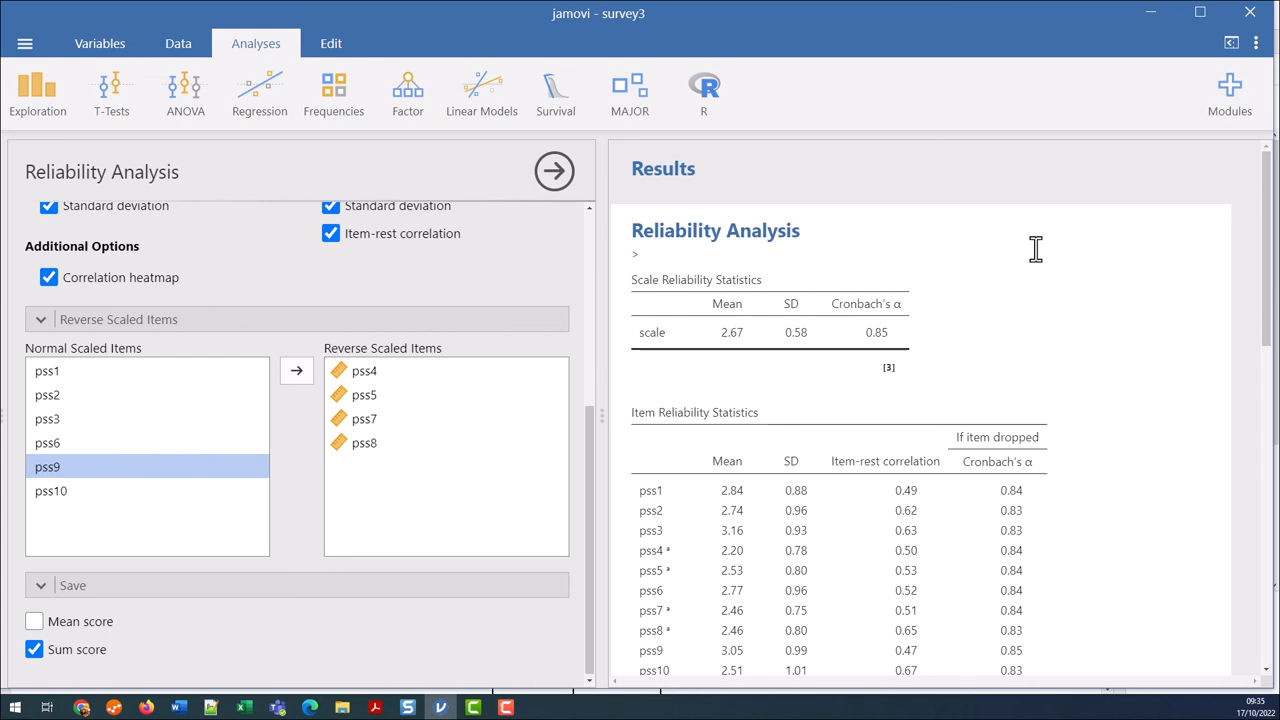 jamovi - survey3
Variables Data Analyses Edit
Exploration T-Tests ANOVA Regression Frequencies Factor Linear Models Survival MAJOR R Modules
Reliability Analysis
Standard deviation Standard deviation
Item-rest correlation
Additional Options
Correlation heatmap
Reverse Scaled Items
Normal Scaled Items Reverse Scaled Items
pss1 pss4
pss2 pss5
pss3 pss7
pss6 pss8
pss9
pss10
Save
Mean score
Sum score
Results
Reliability Analysis
>
Scale Reliability Statistics
Mean SD Cronbach's α
scale 2.67 0.58 0.85
[3]
Item Reliability Statistics
If item dropped
Mean SD Item-rest correlation Cronbach's α
pss1 2.84 0.88 0.49 0.84
pss2 2.74 0.96 0.62 0.83
pss3 3.16 0.93 0.63 0.83
pss4 ᵃ 2.20 0.78 0.50 0.84
pss5 ᵃ 2.53 0.80 0.53 0.84
pss6 2.77 0.96 0.52 0.84
pss7 ᵃ 2.46 0.75 0.51 0.84
pss8 ᵃ 2.46 0.80 0.65 0.83
pss9 3.05 0.99 0.47 0.85
pss10 2.51 1.01 0.67 0.83
09:35
17/10/2022